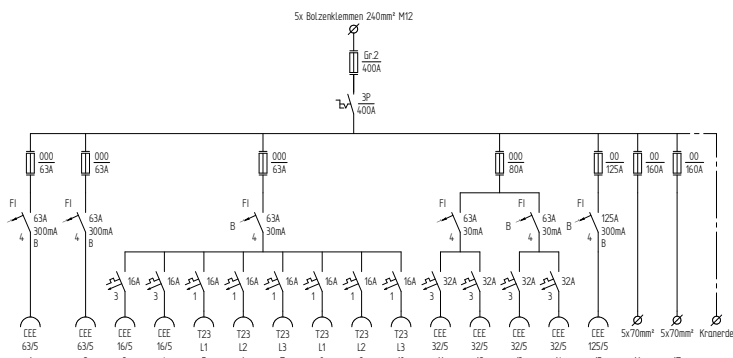 5x Bolzenklemmen 240mm² M12
Gr.2
400A
3P
400A
000
63A
000
63A
000
63A
000
80A
00
125A
00
160A
00
160A
FI
63A
300mA
4
B
FI
63A
300mA
4
B
FI
63A
B
30mA
4
FI
63A
30mA
4
FI
63A
B
30mA
4
FI
125A
300mA
4
B
16A
3
16A
3
16A
1
16A
1
16A
1
16A
1
16A
1
16A
1
32A
3
32A
3
32A
3
32A
3
CEE
63/5
CEE
63/5
CEE
16/5
CEE
16/5
T23
L1
T23
L2
T23
L3
T23
L1
T23
L2
T23
L3
CEE
32/5
CEE
32/5
CEE
32/5
CEE
32/5
CEE
125/5
5x70mm²
5x70mm²
Kranerde